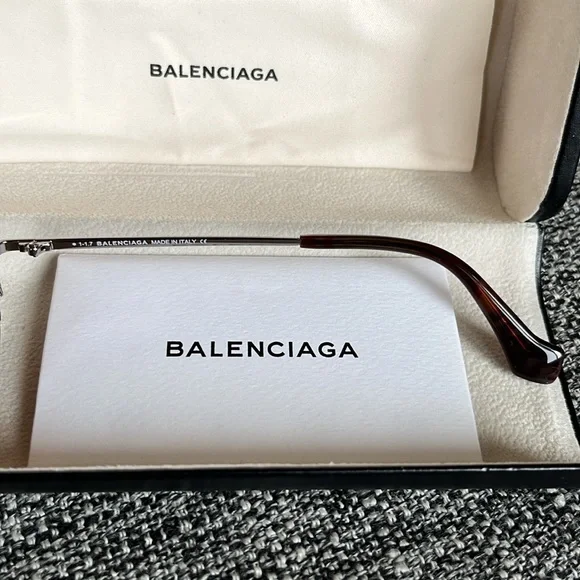 BALENCIAGA
★ 1-1.7 BALENCIAGA MADE IN ITALY CE
BALENCIAGA